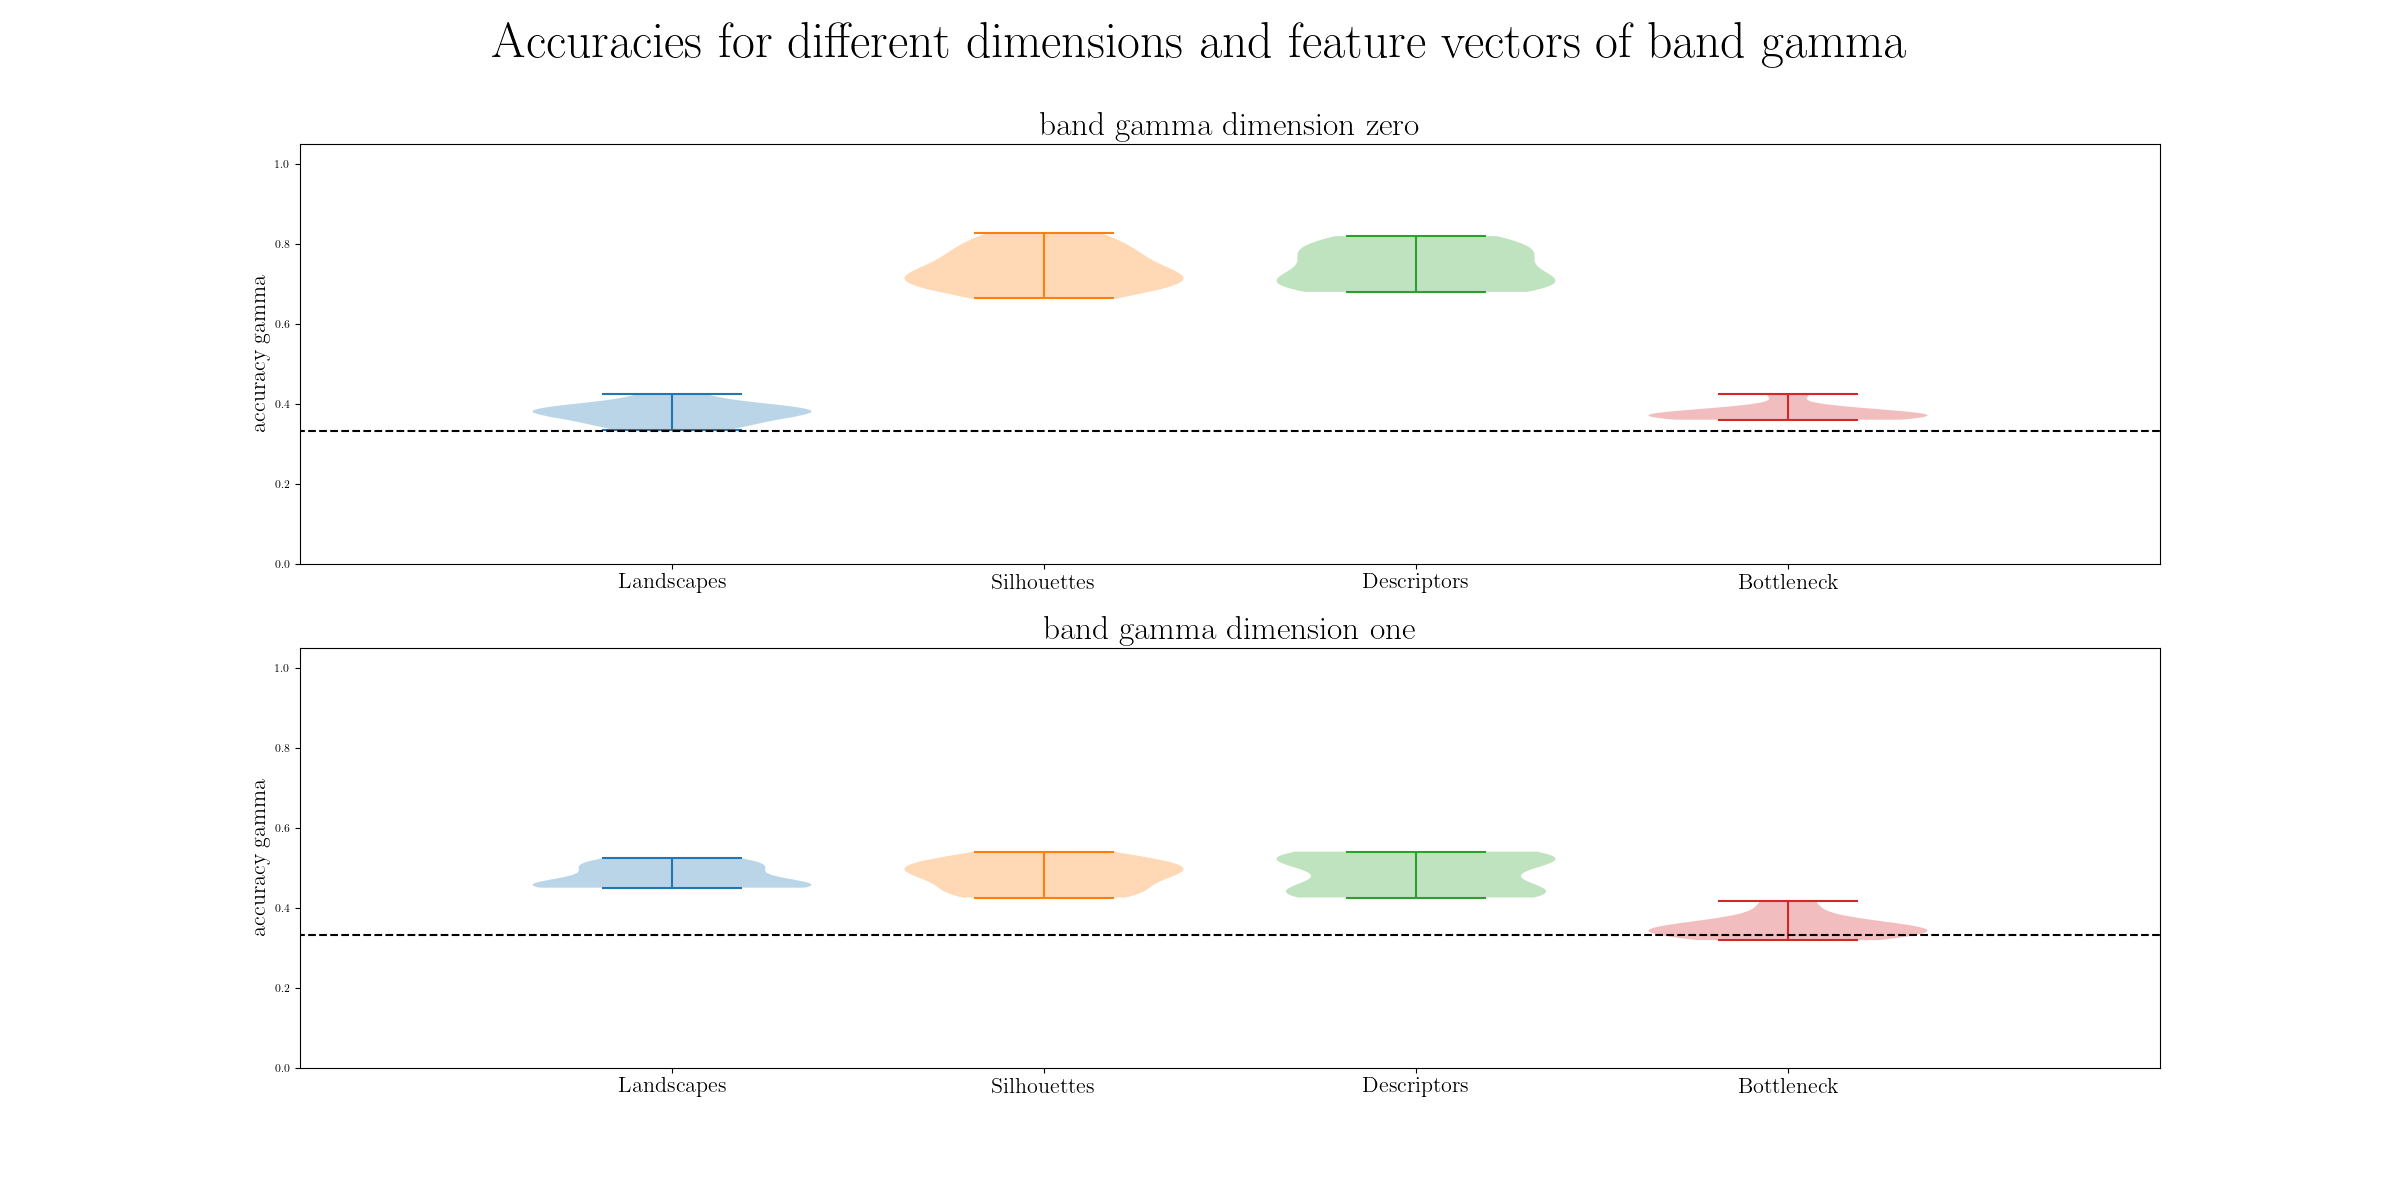 Accuracies for different dimensions and feature vectors of band gamma
band gamma dimension zero
accuracy gamma
1.0
0.8
0.6
0.4
0.2
0.0
Landscapes Silhouettes Descriptors Bottleneck
band gamma dimension one
accuracy gamma
1.0
0.8
0.6
0.4
0.2
0.0
Landscapes Silhouettes Descriptors Bottleneck